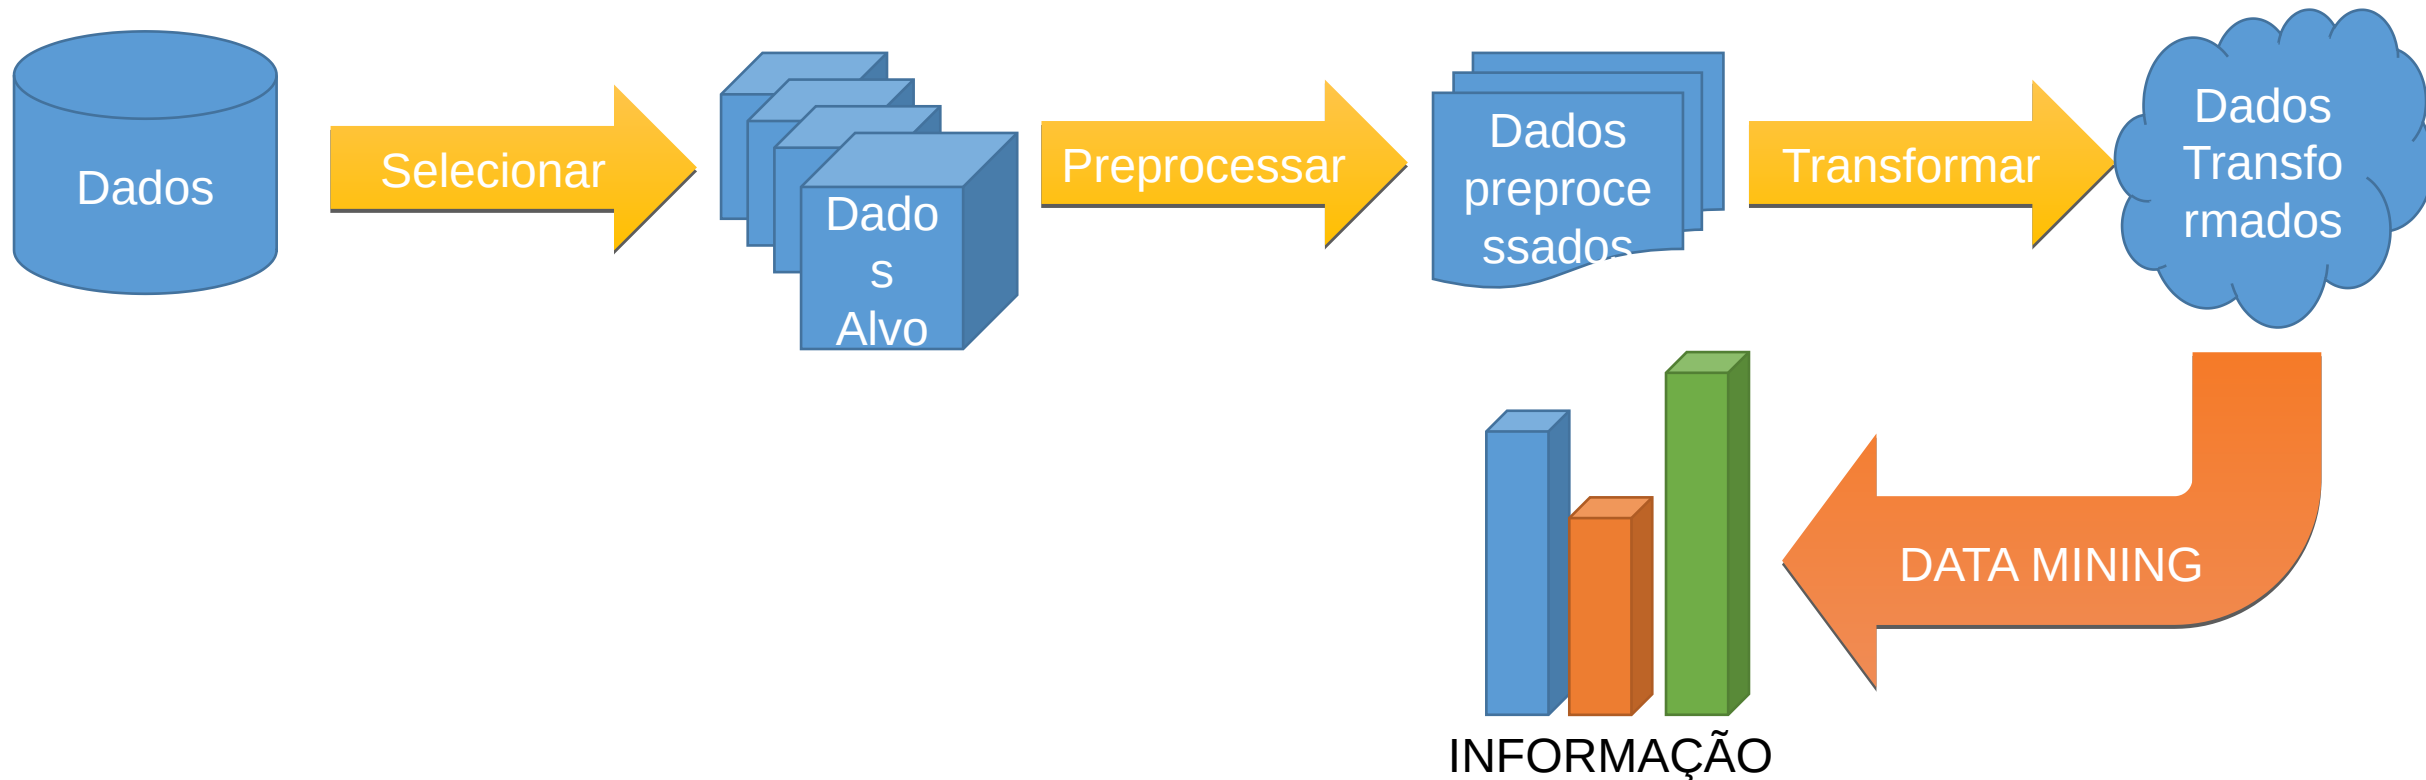 Dados
Selecionar
Dado
s
Alvo
Preprocessar
Dados
preproce
ssados
Transformar
Dados
Transfo
rmados
DATA MINING
INFORMAÇÃO